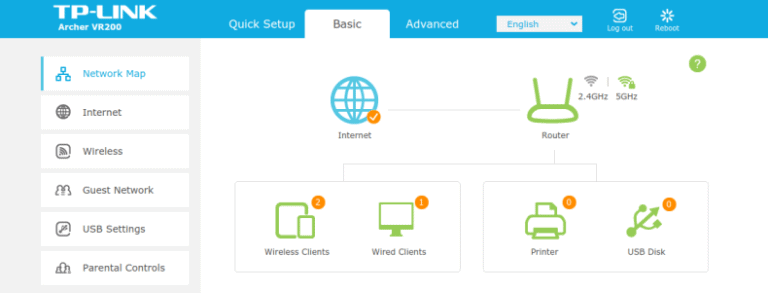 TP-LINK
Archer VR200
Quick Setup
Basic
Advanced
English
Log out
Reboot
Network Map
Internet
Wireless
Guest Network
USB Settings
Parental Controls
?
Internet
2.4GHz | 5GHz
Router
2
Wireless Clients
1
Wired Clients
0
Printer
0
USB Disk